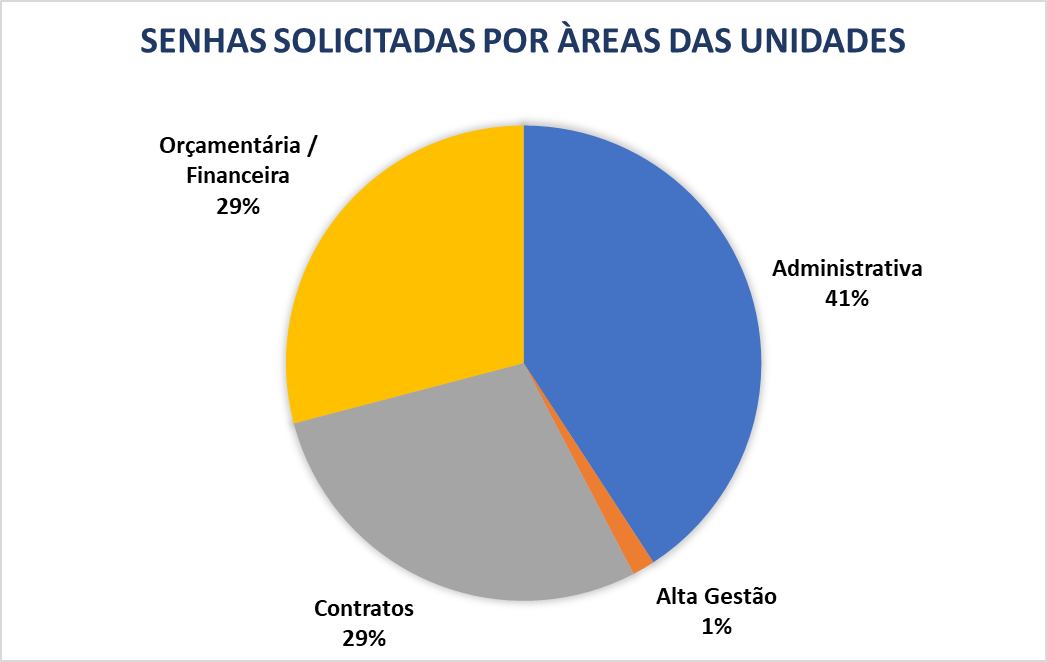 SENHAS SOLICITADAS POR ÀREAS DAS UNIDADES
Orçamentária /
Financeira
29%
Administrativa
41%
Alta Gestão
1%
Contratos
29%